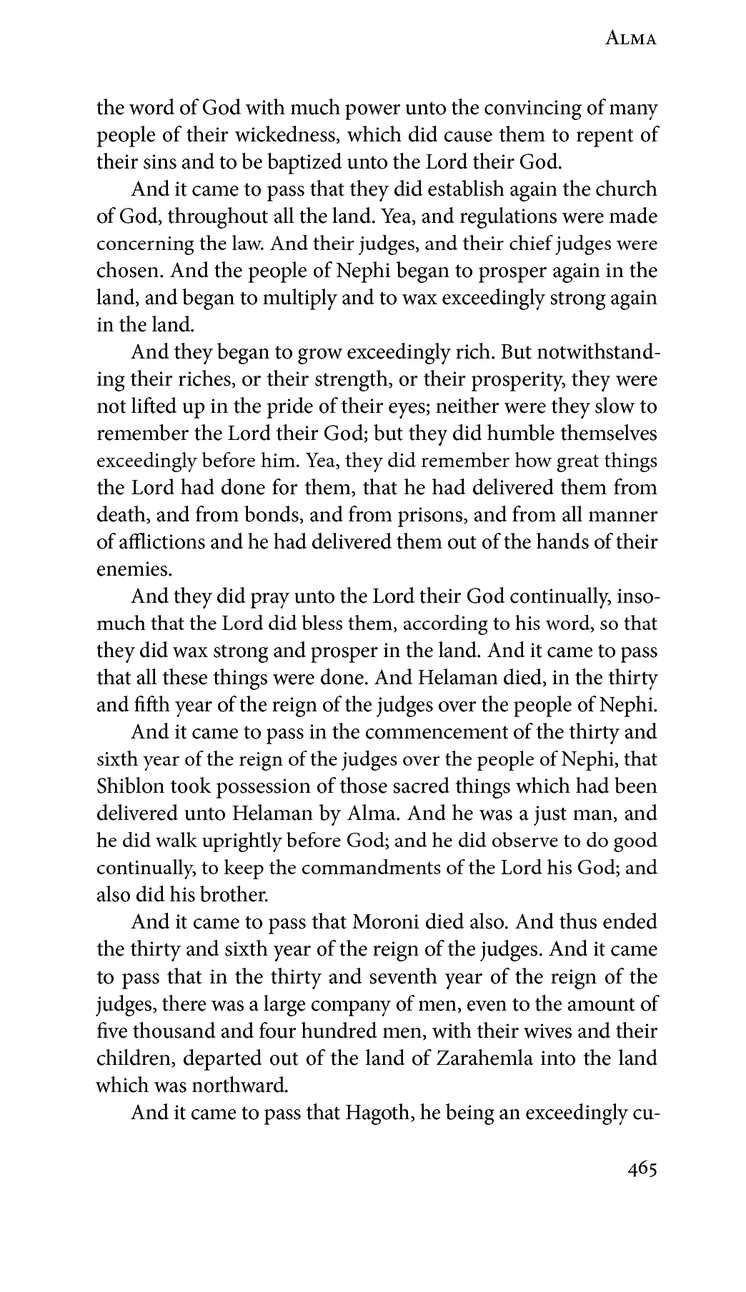 Alma
the word of God with much power unto the convincing of many
people of their wickedness, which did cause them to repent of
their sins and to be baptized unto the Lord their God.
And it came to pass that they did establish again the church
of God, throughout all the land. Yea, and regulations were made
concerning the law. And their judges, and their chief judges were
chosen. And the people of Nephi began to prosper again in the
land, and began to multiply and to wax exceedingly strong again
in the land.
And they began to grow exceedingly rich. But notwithstand-
ing their riches, or their strength, or their prosperity, they were
not lifted up in the pride of their eyes; neither were they slow to
remember the Lord their God; but they did humble themselves
exceedingly before him. Yea, they did remember how great things
the Lord had done for them, that he had delivered them from
death, and from bonds, and from prisons, and from all manner
of afflictions and he had delivered them out of the hands of their
enemies.
And they did pray unto the Lord their God continually, inso-
much that the Lord did bless them, according to his word, so that
they did wax strong and prosper in the land. And it came to pass
that all these things were done. And Helaman died, in the thirty
and fifth year of the reign of the judges over the people of Nephi.
And it came to pass in the commencement of the thirty and
sixth year of the reign of the judges over the people of Nephi, that
Shiblon took possession of those sacred things which had been
delivered unto Helaman by Alma. And he was a just man, and
he did walk uprightly before God; and he did observe to do good
continually, to keep the commandments of the Lord his God; and
also did his brother.
And it came to pass that Moroni died also. And thus ended
the thirty and sixth year of the reign of the judges. And it came
to pass that in the thirty and seventh year of the reign of the
judges, there was a large company of men, even to the amount of
five thousand and four hundred men, with their wives and their
children, departed out of the land of Zarahemla into the land
which was northward.
And it came to pass that Hagoth, he being an exceedingly cu-
465